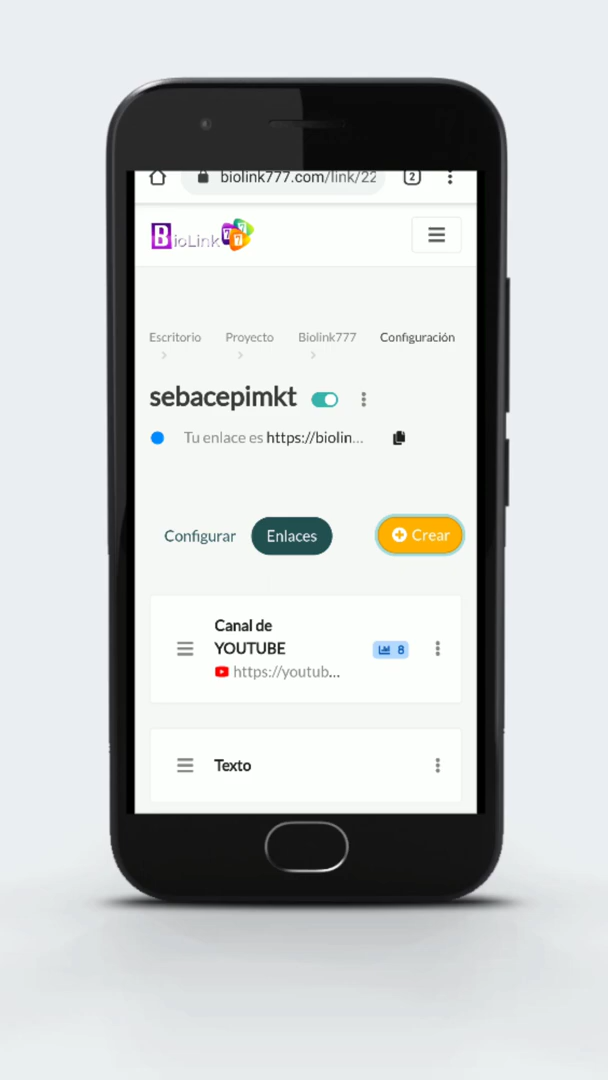 biolink777.com/link/22
2
BioLink 777
Escritorio Proyecto Biolink777 Configuración
sebacepimkt
Tu enlace es https://biolin...
Configurar Enlaces Crear
Canal de
YOUTUBE
8
https://youtub...
Texto